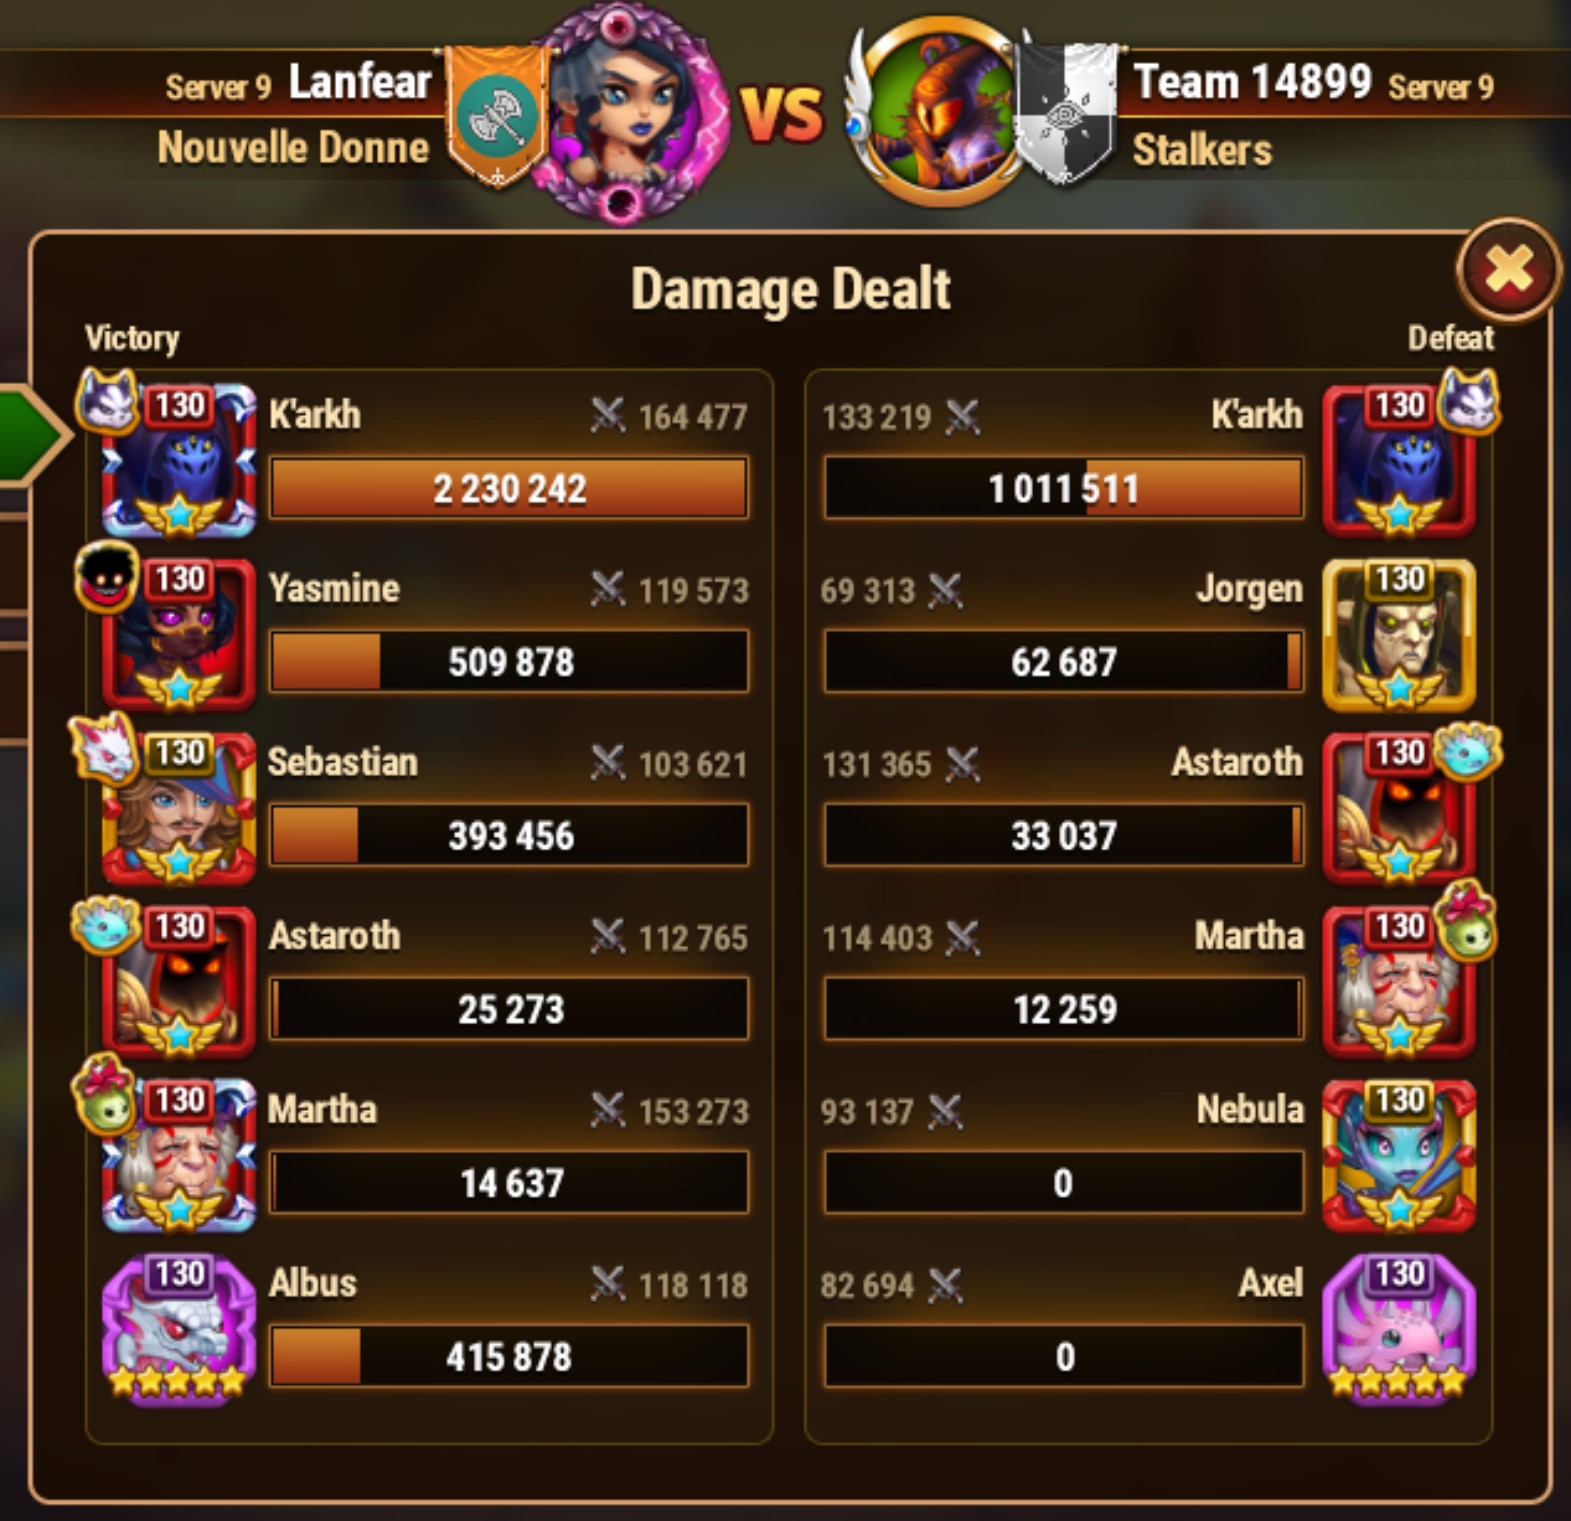 Server 9 Lanfear
Nouvelle Donne
VS
Team 14899 Server 9
Stalkers
Damage Dealt
Victory
Defeat
130 K'arkh 164 477
2 230 242
133 219 K'arkh 130
1 011 511
130 Yasmine 119 573
509 878
69 313 Jorgen 130
62 687
130 Sebastian 103 621
393 456
131 365 Astaroth 130
33 037
130 Astaroth 112 765
25 273
114 403 Martha 130
12 259
130 Martha 153 273
14 637
93 137 Nebula 130
0
130 Albus 118 118
415 878
82 694 Axel 130
0